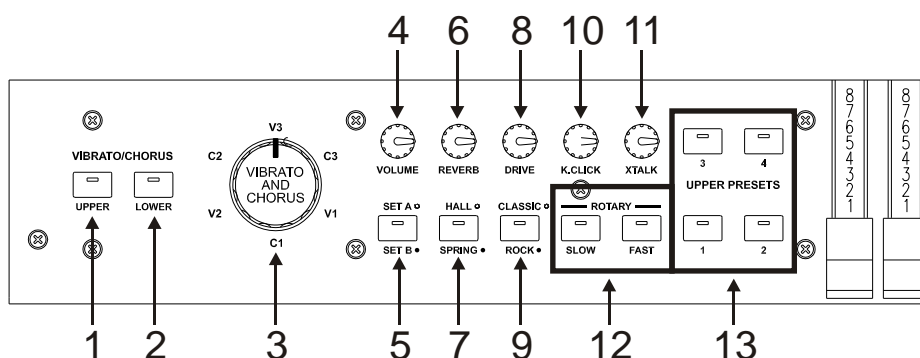 4 6 8 10 11
V3
VIBRATO/CHORUS
C2 C3
VIBRATO
AND
CHORUS
UPPER LOWER
V2 V1
C1
VOLUME REVERB DRIVE K.CLICK XTALK
SET A HALL CLASSIC ROTARY
SET B SPRING ROCK SLOW FAST
3 4
UPPER PRESETS
1 2
8 8
7 7
6 6
5 5
4 4
3 3
2 2
1 1
1 2 3 5 7 9 12 13